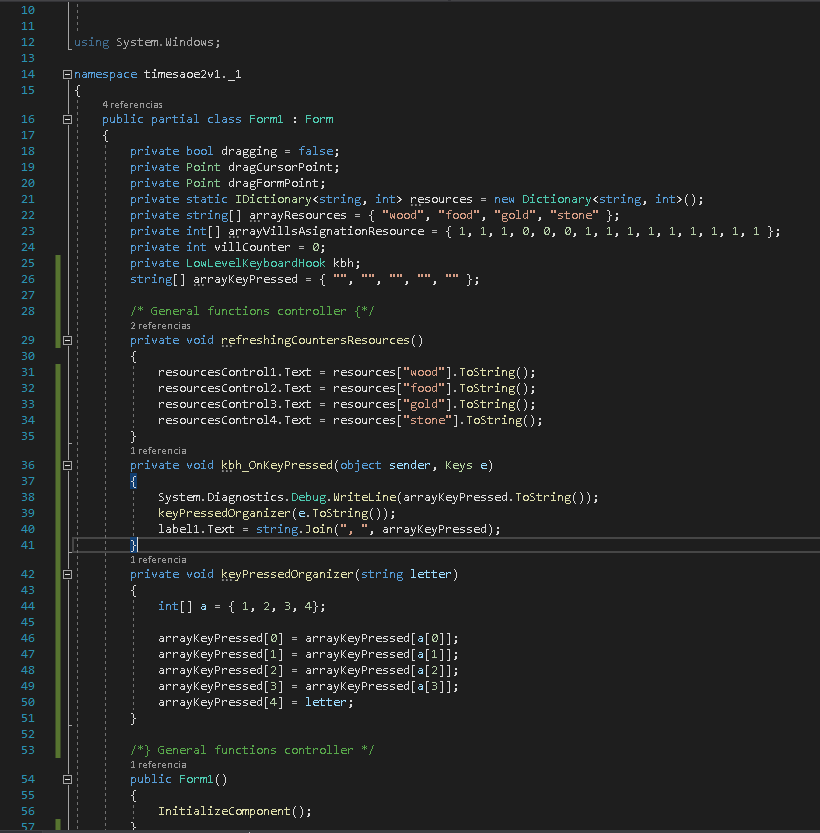 10
11
12 using System.Windows;
13
14 namespace timesaoe2v1._1
15 {
4 referencias
16 public partial class Form1 : Form
17 {
18 private bool dragging = false;
19 private Point dragCursorPoint;
20 private Point dragFormPoint;
21 private static IDictionary<string, int> resources = new Dictionary<string, int>();
22 private string[] arrayResources = { "wood", "food", "gold", "stone" };
23 private int[] arrayVillsAsignationResource = { 1, 1, 1, 0, 0, 0, 1, 1, 1, 1, 1, 1, 1, 1, 1 };
24 private int villCounter = 0;
25 private LowLevelKeyboardHook kbh;
26 string[] arrayKeyPressed = { "", "", "", "", "" };
27
28 /* General functions controller {*/
2 referencias
29 private void refreshingCountersResources()
30 {
31 resourcesControl1.Text = resources["wood"].ToString();
32 resourcesControl2.Text = resources["food"].ToString();
33 resourcesControl3.Text = resources["gold"].ToString();
34 resourcesControl4.Text = resources["stone"].ToString();
35 }
1 referencia
36 private void kbh_OnKeyPressed(object sender, Keys e)
37 {
38 System.Diagnostics.Debug.WriteLine(arrayKeyPressed.ToString());
39 keyPressedOrganizer(e.ToString());
40 label1.Text = string.Join(", ", arrayKeyPressed);
41 }
1 referencia
42 private void keyPressedOrganizer(string letter)
43 {
44 int[] a = { 1, 2, 3, 4};
45
46 arrayKeyPressed[0] = arrayKeyPressed[a[0]];
47 arrayKeyPressed[1] = arrayKeyPressed[a[1]];
48 arrayKeyPressed[2] = arrayKeyPressed[a[2]];
49 arrayKeyPressed[3] = arrayKeyPressed[a[3]];
50 arrayKeyPressed[4] = letter;
51 }
52
53 /*} General functions controller */
1 referencia
54 public Form1()
55 {
56 InitializeComponent();
57 }